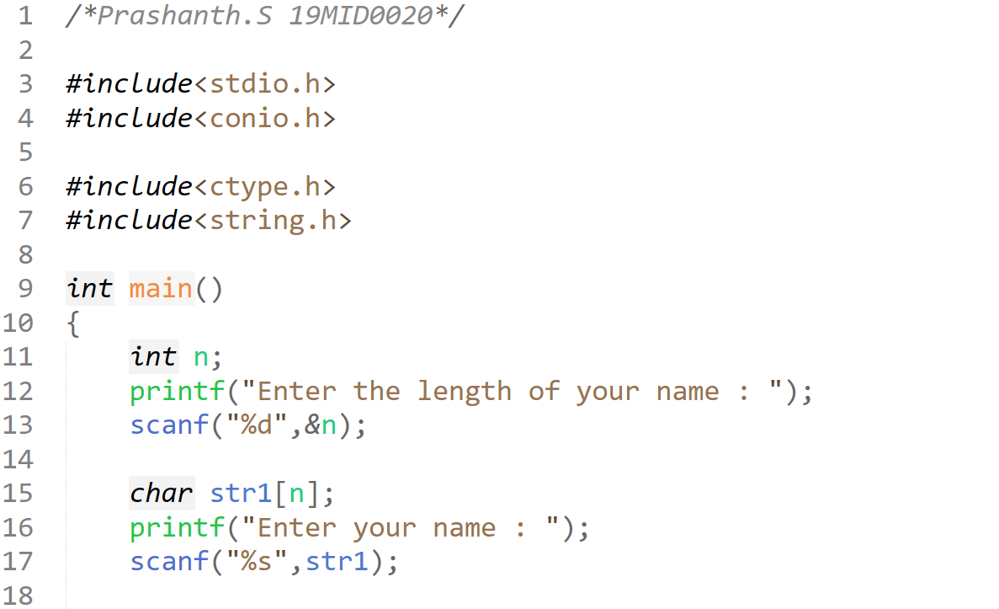 1 /*Prashanth.S 19MID0020*/
2
3 #include<stdio.h>
4 #include<conio.h>
5
6 #include<ctype.h>
7 #include<string.h>
8
9 int main()
10 {
11 int n;
12 printf("Enter the length of your name : ");
13 scanf("%d",&n);
14
15 char str1[n];
16 printf("Enter your name : ");
17 scanf("%s",str1);
18